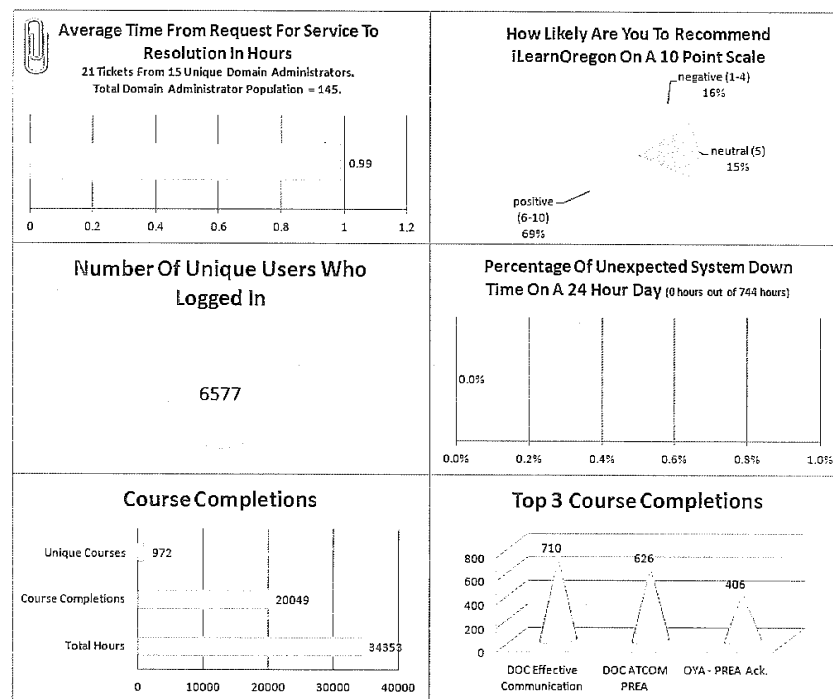 Average Time From Request For Service To
Resolution In Hours
21 Tickets From 15 Unique Domain Administrators.
Total Domain Administrator Population = 145.
0.99
0 0.2 0.4 0.6 0.8 1 1.2
How Likely Are You To Recommend
iLearnOregon On A 10 Point Scale
negative (1-4)
16%
neutral (5)
15%
positive
(6-10)
69%
Number Of Unique Users Who
Logged In
6577
Percentage Of Unexpected System Down
Time On A 24 Hour Day (0 hours out of 744 hours)
0.0%
0.0% 0.2% 0.4% 0.6% 0.8% 1.0%
Course Completions
Unique Courses 972
Course Completions 20049
Total Hours 34353
0 10000 20000 30000 40000
Top 3 Course Completions
800
600
400
200
0
710 626 406
DOC Effective
Communication
DOC ATCOM
PREA
OYA - PREA Ack.